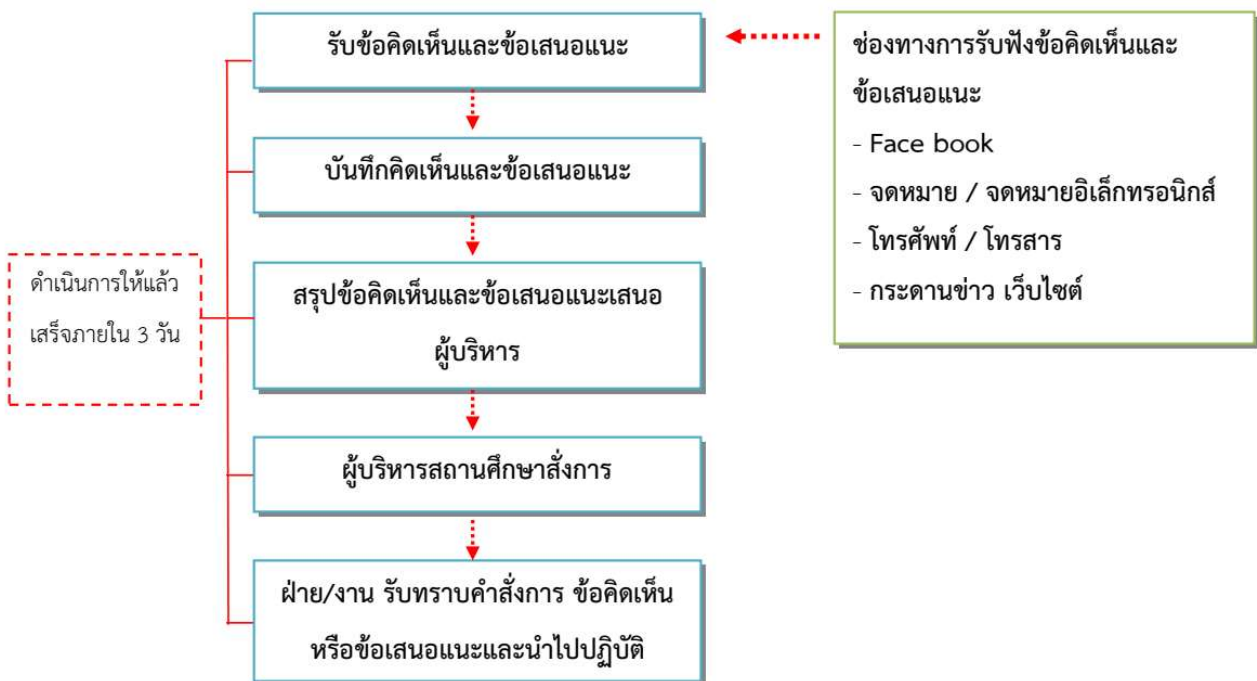 รับข้อคิดเห็นและข้อเสนอแนะ
บันทึกคิดเห็นและข้อเสนอแนะ
สรุปข้อคิดเห็นและข้อเสนอแนะเสนอ
ผู้บริหาร
ผู้บริหารสถานศึกษาสั่งการ
ฝ่าย/งาน รับทราบคำสั่งการ ข้อคิดเห็น
หรือข้อเสนอแนะและนำไปปฏิบัติ
ดำเนินการให้แล้ว
เสร็จภายใน 3 วัน
ช่องทางการรับฟังข้อคิดเห็นและ
ข้อเสนอแนะ
- Face book
- จดหมาย / จดหมายอิเล็กทรอนิกส์
- โทรศัพท์ / โทรสาร
- กระดานข่าว เว็บไซต์